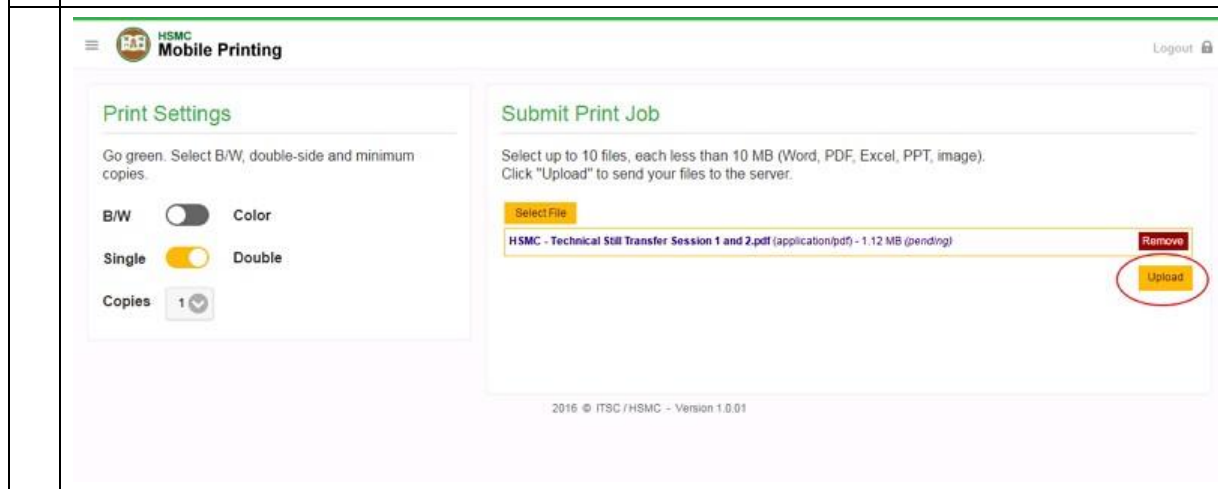 HSMC
Mobile Printing
Logout
Print Settings
Go green. Select B/W, double-side and minimum
copies.
B/W Color
Single Double
Copies 1
Submit Print Job
Select up to 10 files, each less than 10 MB (Word, PDF, Excel, PPT, image).
Click "Upload" to send your files to the server.
Select File
HSMC - Technical Still Transfer Session 1 and 2.pdf (application/pdf) - 1.12 MB (pending) Remove
Upload
2016 © ITSC / HSMC - Version 1.0.01